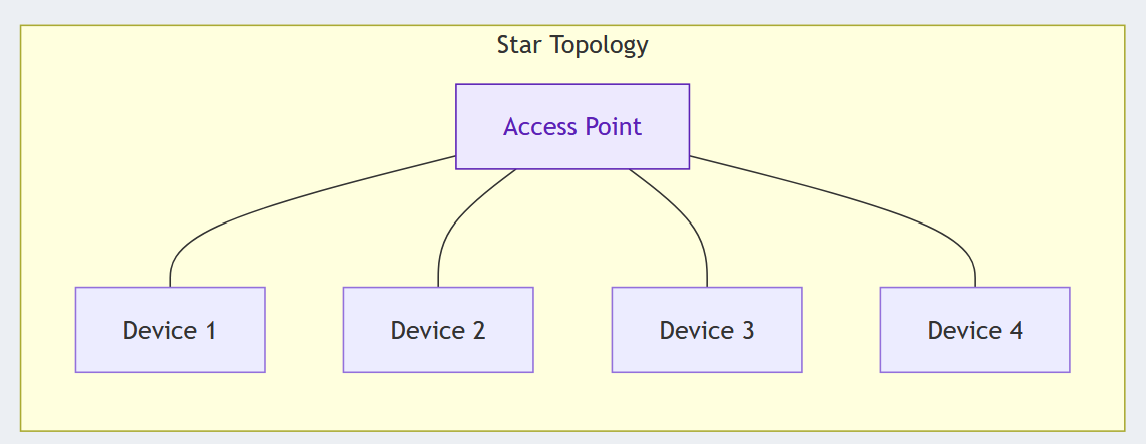 Star Topology
Access Point
Device 1
Device 2
Device 3
Device 4